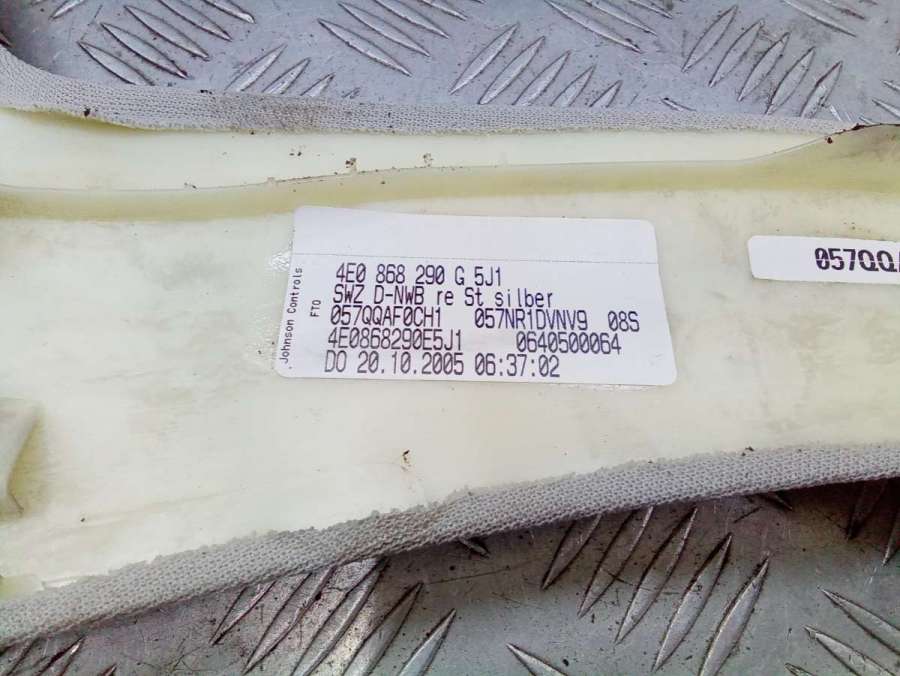 Johnson Controls
FTO
4E0 868 290 G 5J1
SWZ D-NWB re St silber
057QQAF0CH1 057NR1DVNV9 08S
4E0868290E5J1 0640500064
DO 20.10.2005 06:37:02
057QQA